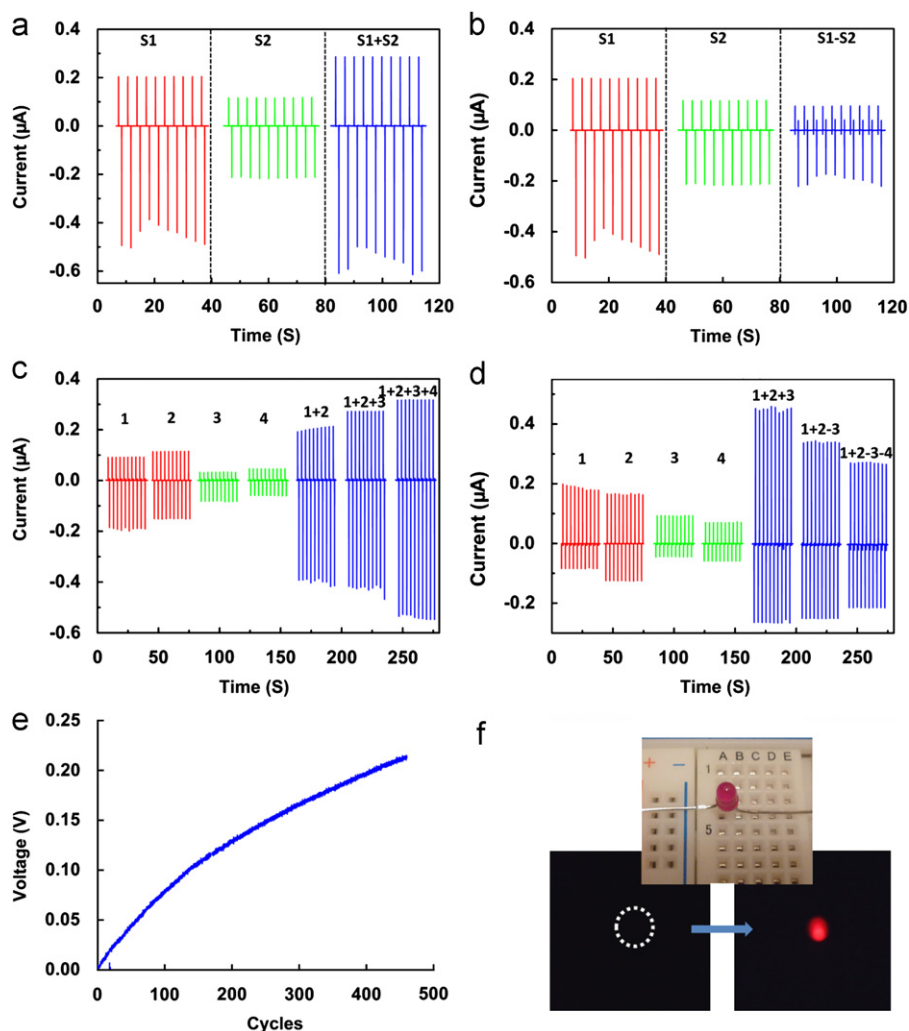 a
S1 S2 S1+S2
0.4
0.2
0.0
-0.2
-0.4
-0.6
Current (μA)
0 20 40 60 80 100 120
Time (S)
b
S1 S2 S1-S2
0.4
0.2
0.0
-0.2
-0.4
-0.6
Current (μA)
0 20 40 60 80 100 120
Time (S)
c
1 2 3 4 1+2 1+2+3 1+2+3+4
0.4
0.2
0.0
-0.2
-0.4
-0.6
Current (μA)
0 50 100 150 200 250
Time (S)
d
1 2 3 4 1+2+3 1+2-3 1+2-3-4
0.4
0.2
0.0
-0.2
Current (μA)
0 50 100 150 200 250
Time (S)
e
0.25
0.20
0.15
0.10
0.05
0.00
Voltage (V)
0 100 200 300 400 500
Cycles
f
A B C D E
+ −
1
5